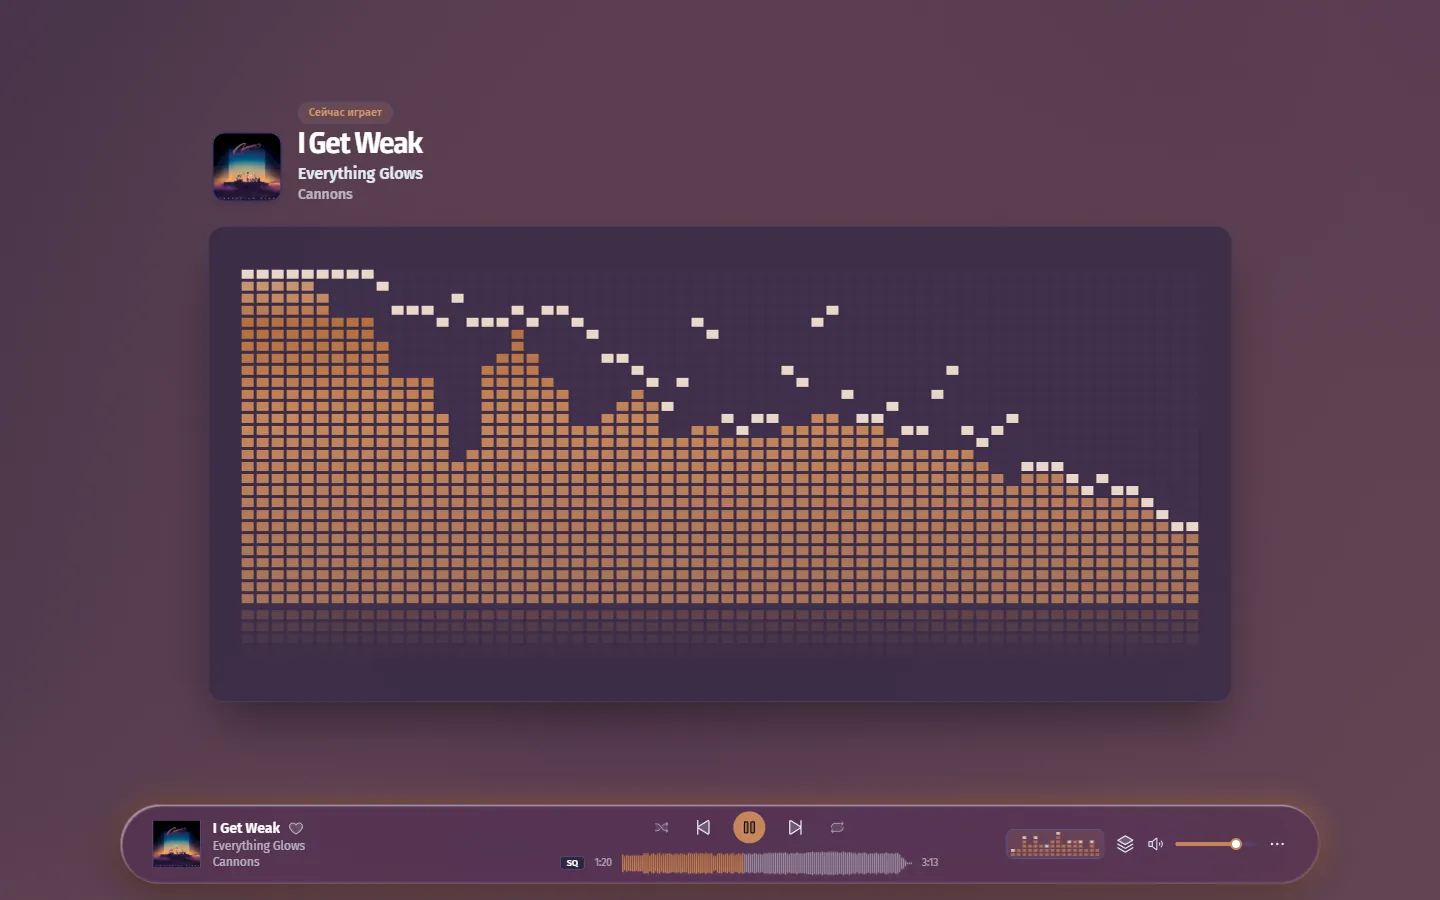 Сейчас играет
I Get Weak
Everything Glows
Cannons
I Get Weak
Everything Glows
Cannons
SQ 1:20 3:13